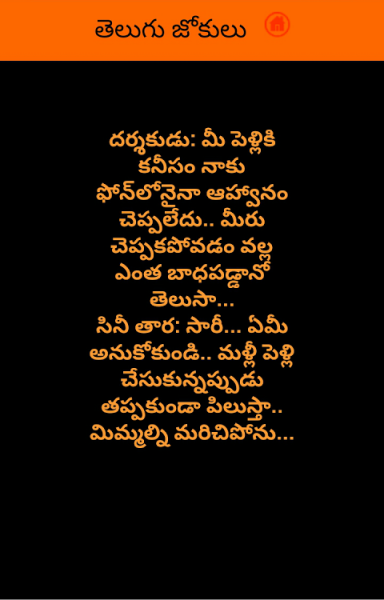 తెలుగు జోకులు
దర్శకుడు: మీ పెళ్లికి
కనీసం నాకు
ఫోన్‌లోనైనా ఆహ్వానం
చెప్పలేదు.. మీరు
చెప్పకపోవడం వల్ల
ఎంత బాధపడ్డానో
తెలుసా...
సినీ తార: సారీ... ఏమీ
అనుకోకుండి.. మళ్లీ పెళ్లి
చేసుకున్నప్పుడు
తప్పకుండా పిలుస్తా..
మిమ్మల్ని మరిచిపోను...